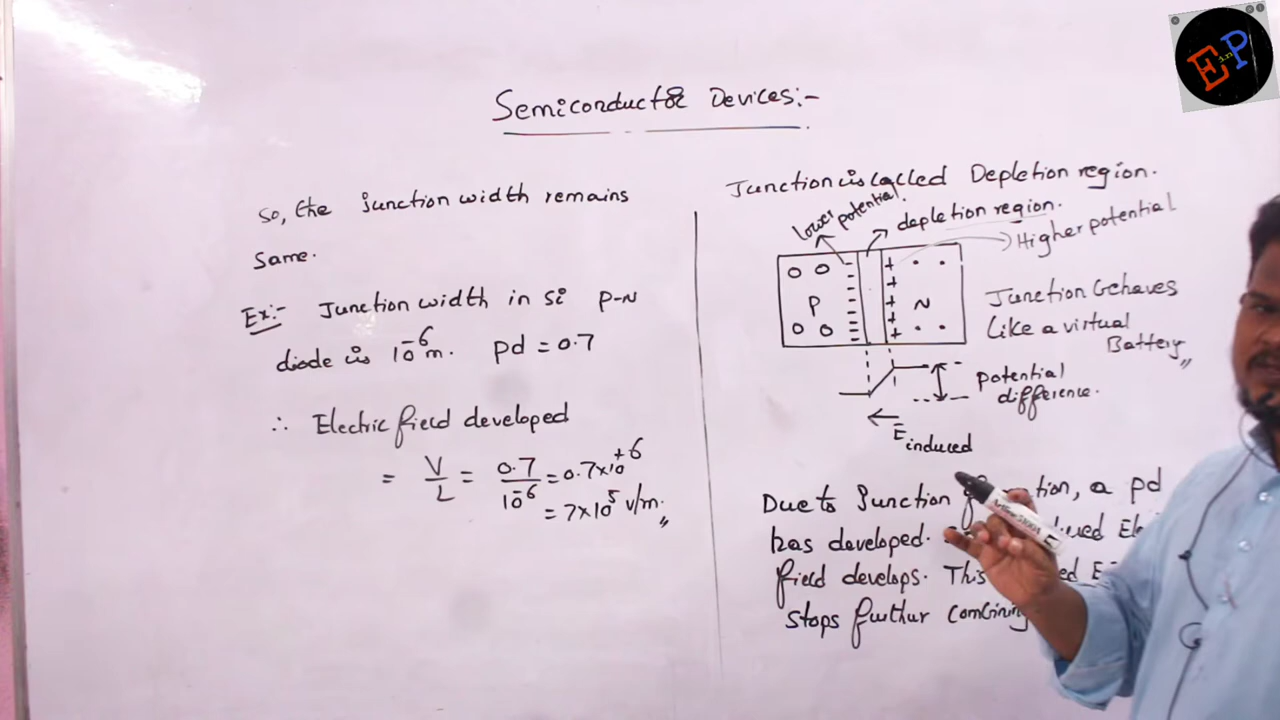 E in P
Semiconductor Devices:-
So, the junction width remains
same.
Ex:- Junction width in Si P-N
diode is 10⁻⁶m. pd = 0.7
∴ Electric field developed
= V/L = 0.7/10⁻⁶ = 0.7×10⁺⁶
= 7×10⁵ V/m.,,
Junction is called Depletion region.
lower potential.
depletion region.
Higher potential
P
N
Junction behaves
like a virtual
Battery,,
potential
difference.
E induced
Due to Junction, a pd
has developed.
field develops. This
stops further combining